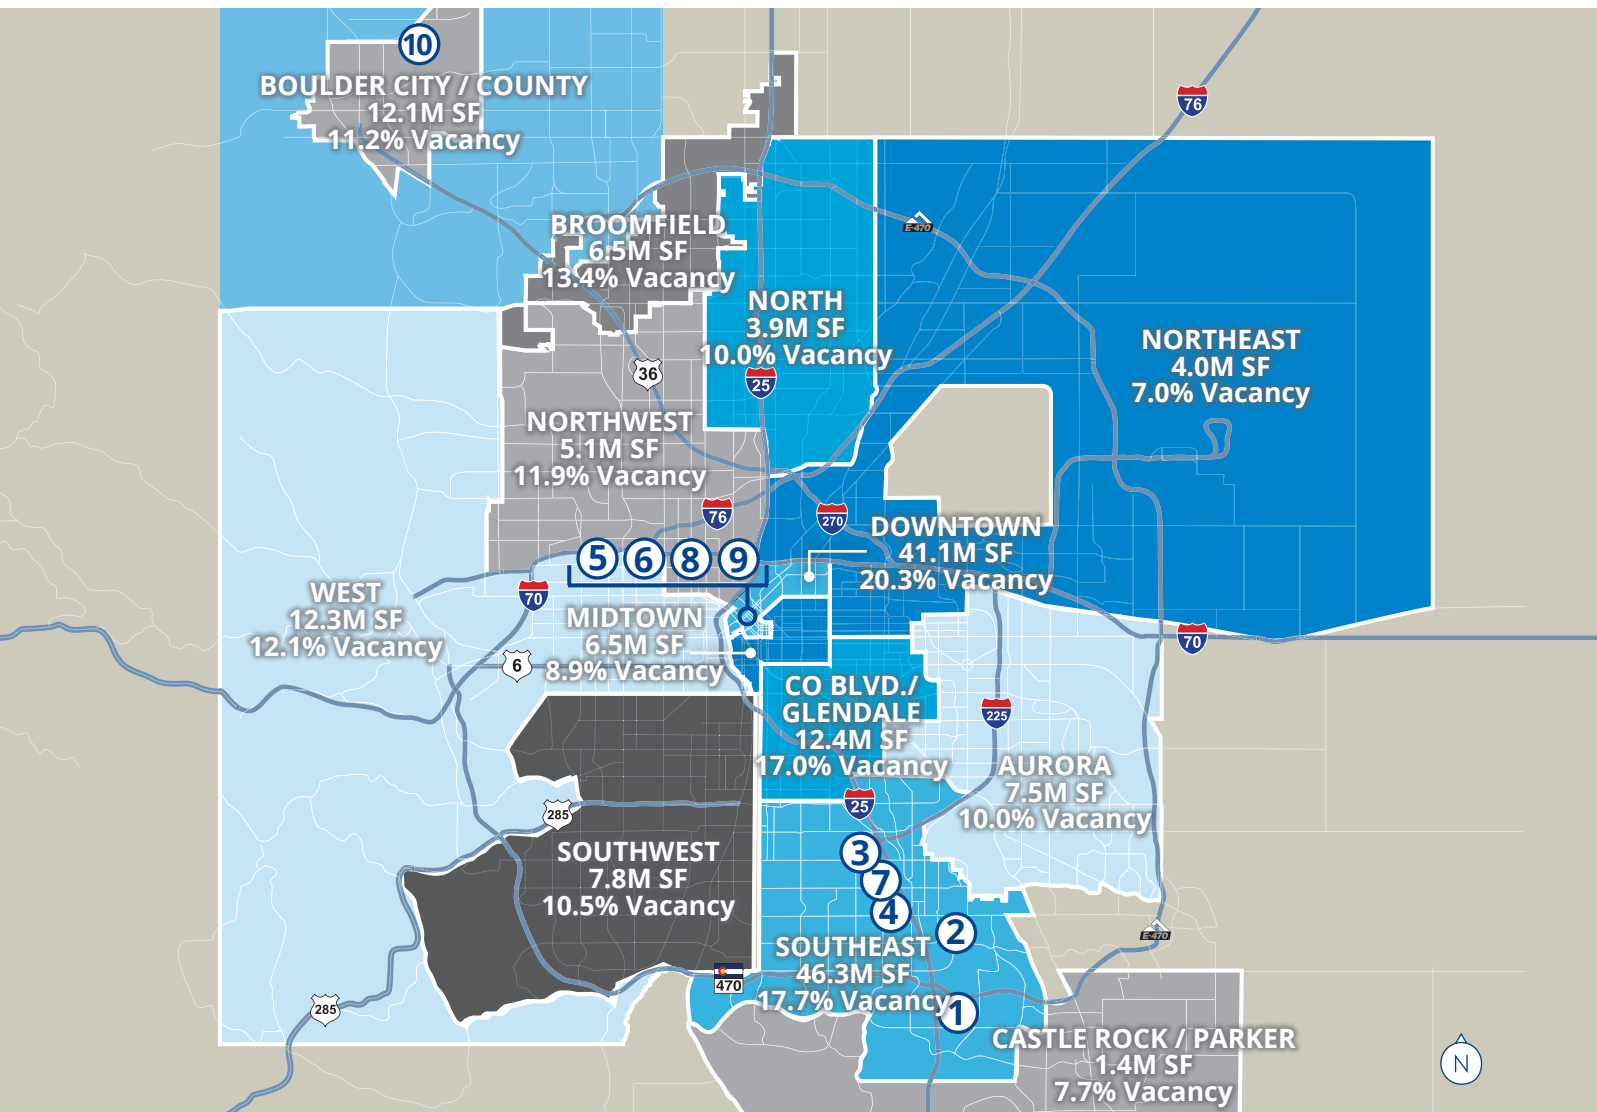 10
BOULDER CITY / COUNTY
12.1M SF
11.2% Vacancy
76
BROOMFIELD
6.5M SF
13.4% Vacancy
E-470
NORTH
3.9M SF
10.0% Vacancy
25
NORTHEAST
4.0M SF
7.0% Vacancy
36
NORTHWEST
5.1M SF
11.9% Vacancy
76
270
DOWNTOWN
41.1M SF
20.3% Vacancy
5 6 8 9
70
WEST
12.3M SF
12.1% Vacancy
MIDTOWN
6.5M SF
8.9% Vacancy
6
70
CO BLVD./
GLENDALE
12.4M SF
17.0% Vacancy
225
AURORA
7.5M SF
10.0% Vacancy
25
285
SOUTHWEST
7.8M SF
10.5% Vacancy
3
7
4
2
SOUTHEAST
46.3M SF
17.7% Vacancy
1
E-470
470
285
CASTLE ROCK / PARKER
1.4M SF
7.7% Vacancy
N